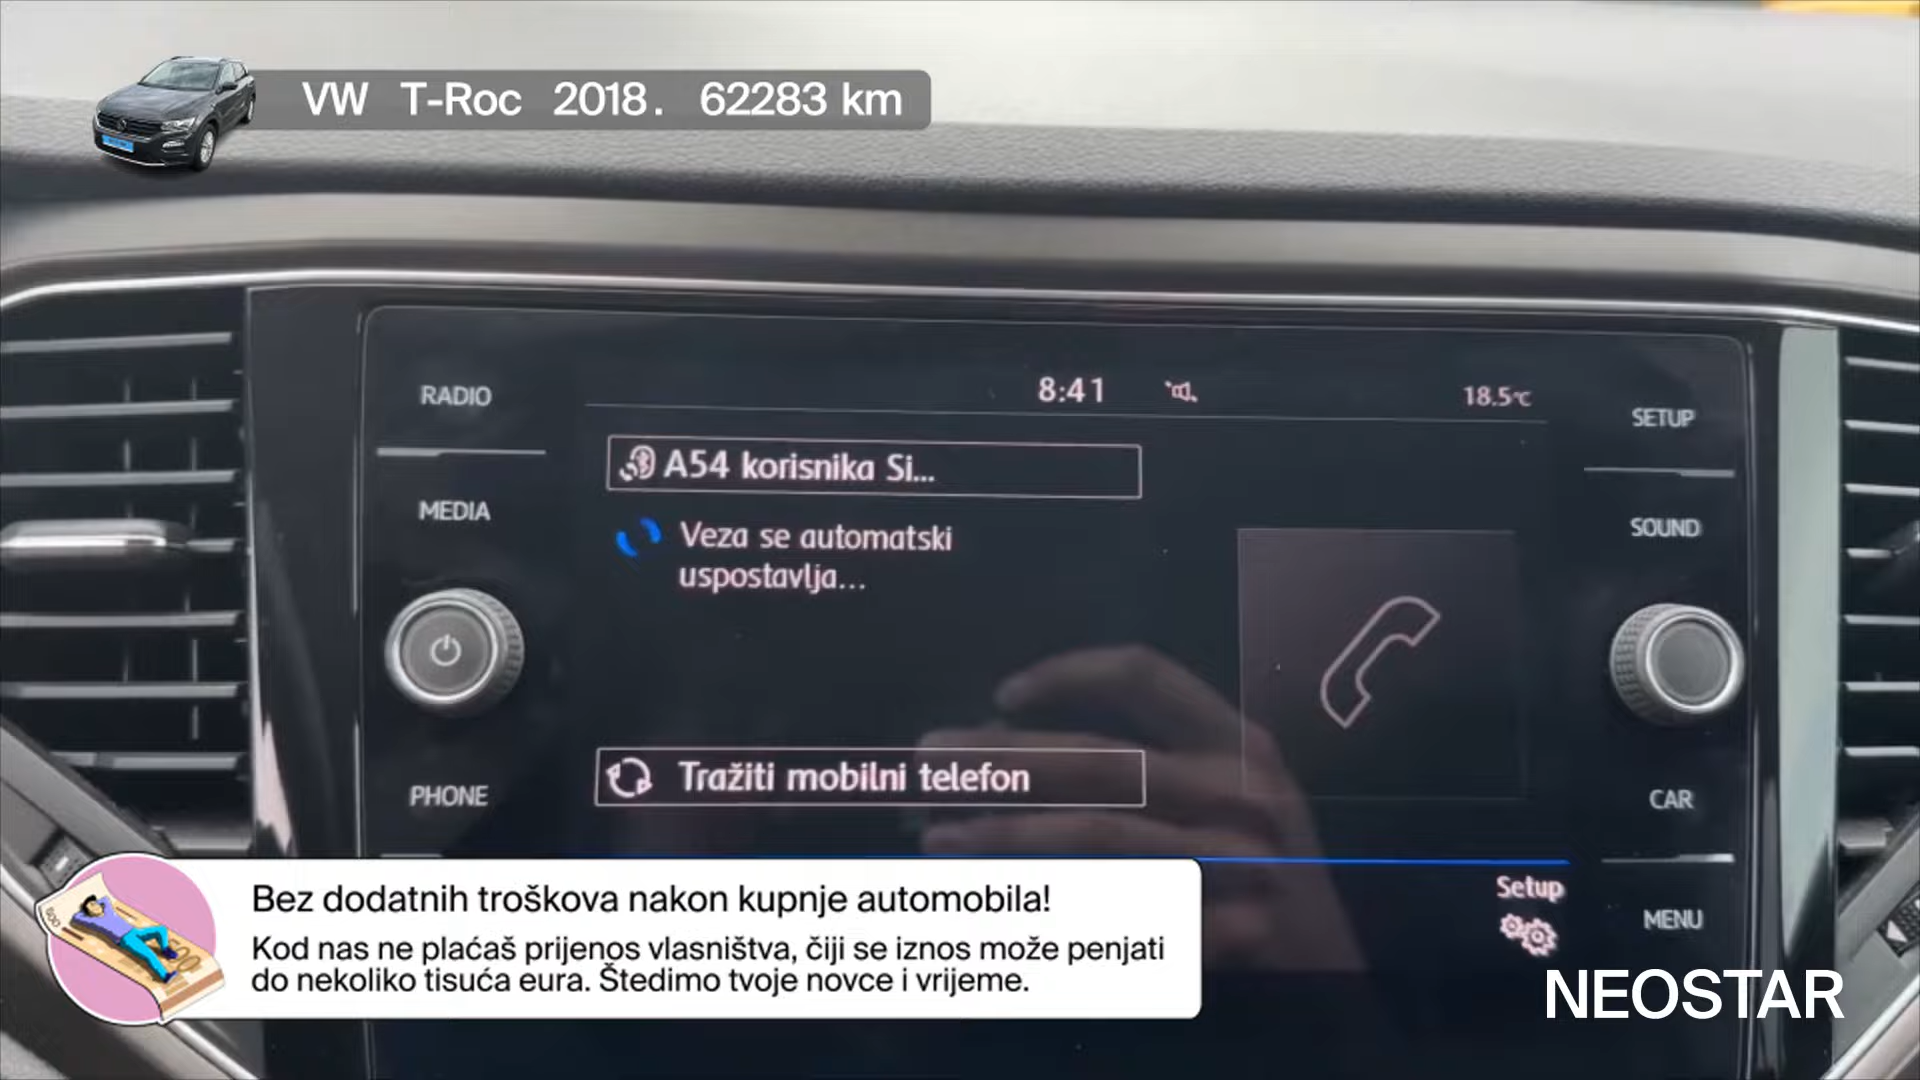 VW T-Roc 2018. 62283 km
8:41
18.5°C
RADIO
SETUP
A54 korisnika Si...
MEDIA
SOUND
Veza se automatski
uspostavlja...
Tražiti mobilni telefon
PHONE
CAR
Setup
MENU
Bez dodatnih troškova nakon kupnje automobila!
Kod nas ne plaćaš prijenos vlasništva, čiji se iznos može penjati
do nekoliko tisuća eura. Štedimo tvoje novce i vrijeme.
NEOSTAR